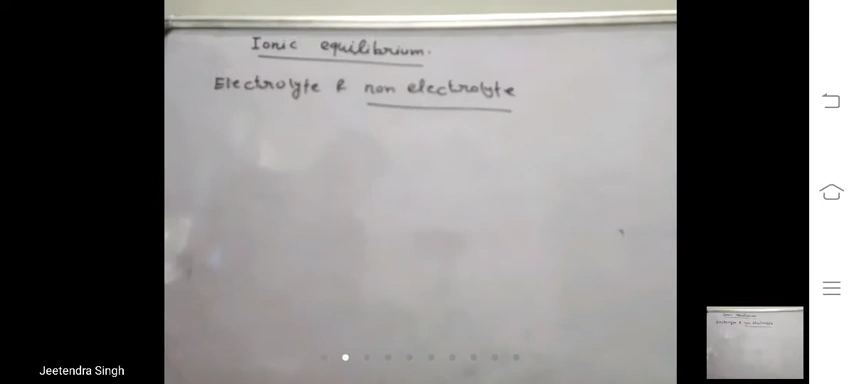 Ionic equilibrium.
Electrolyte & non electrolyte
Jeetendra Singh